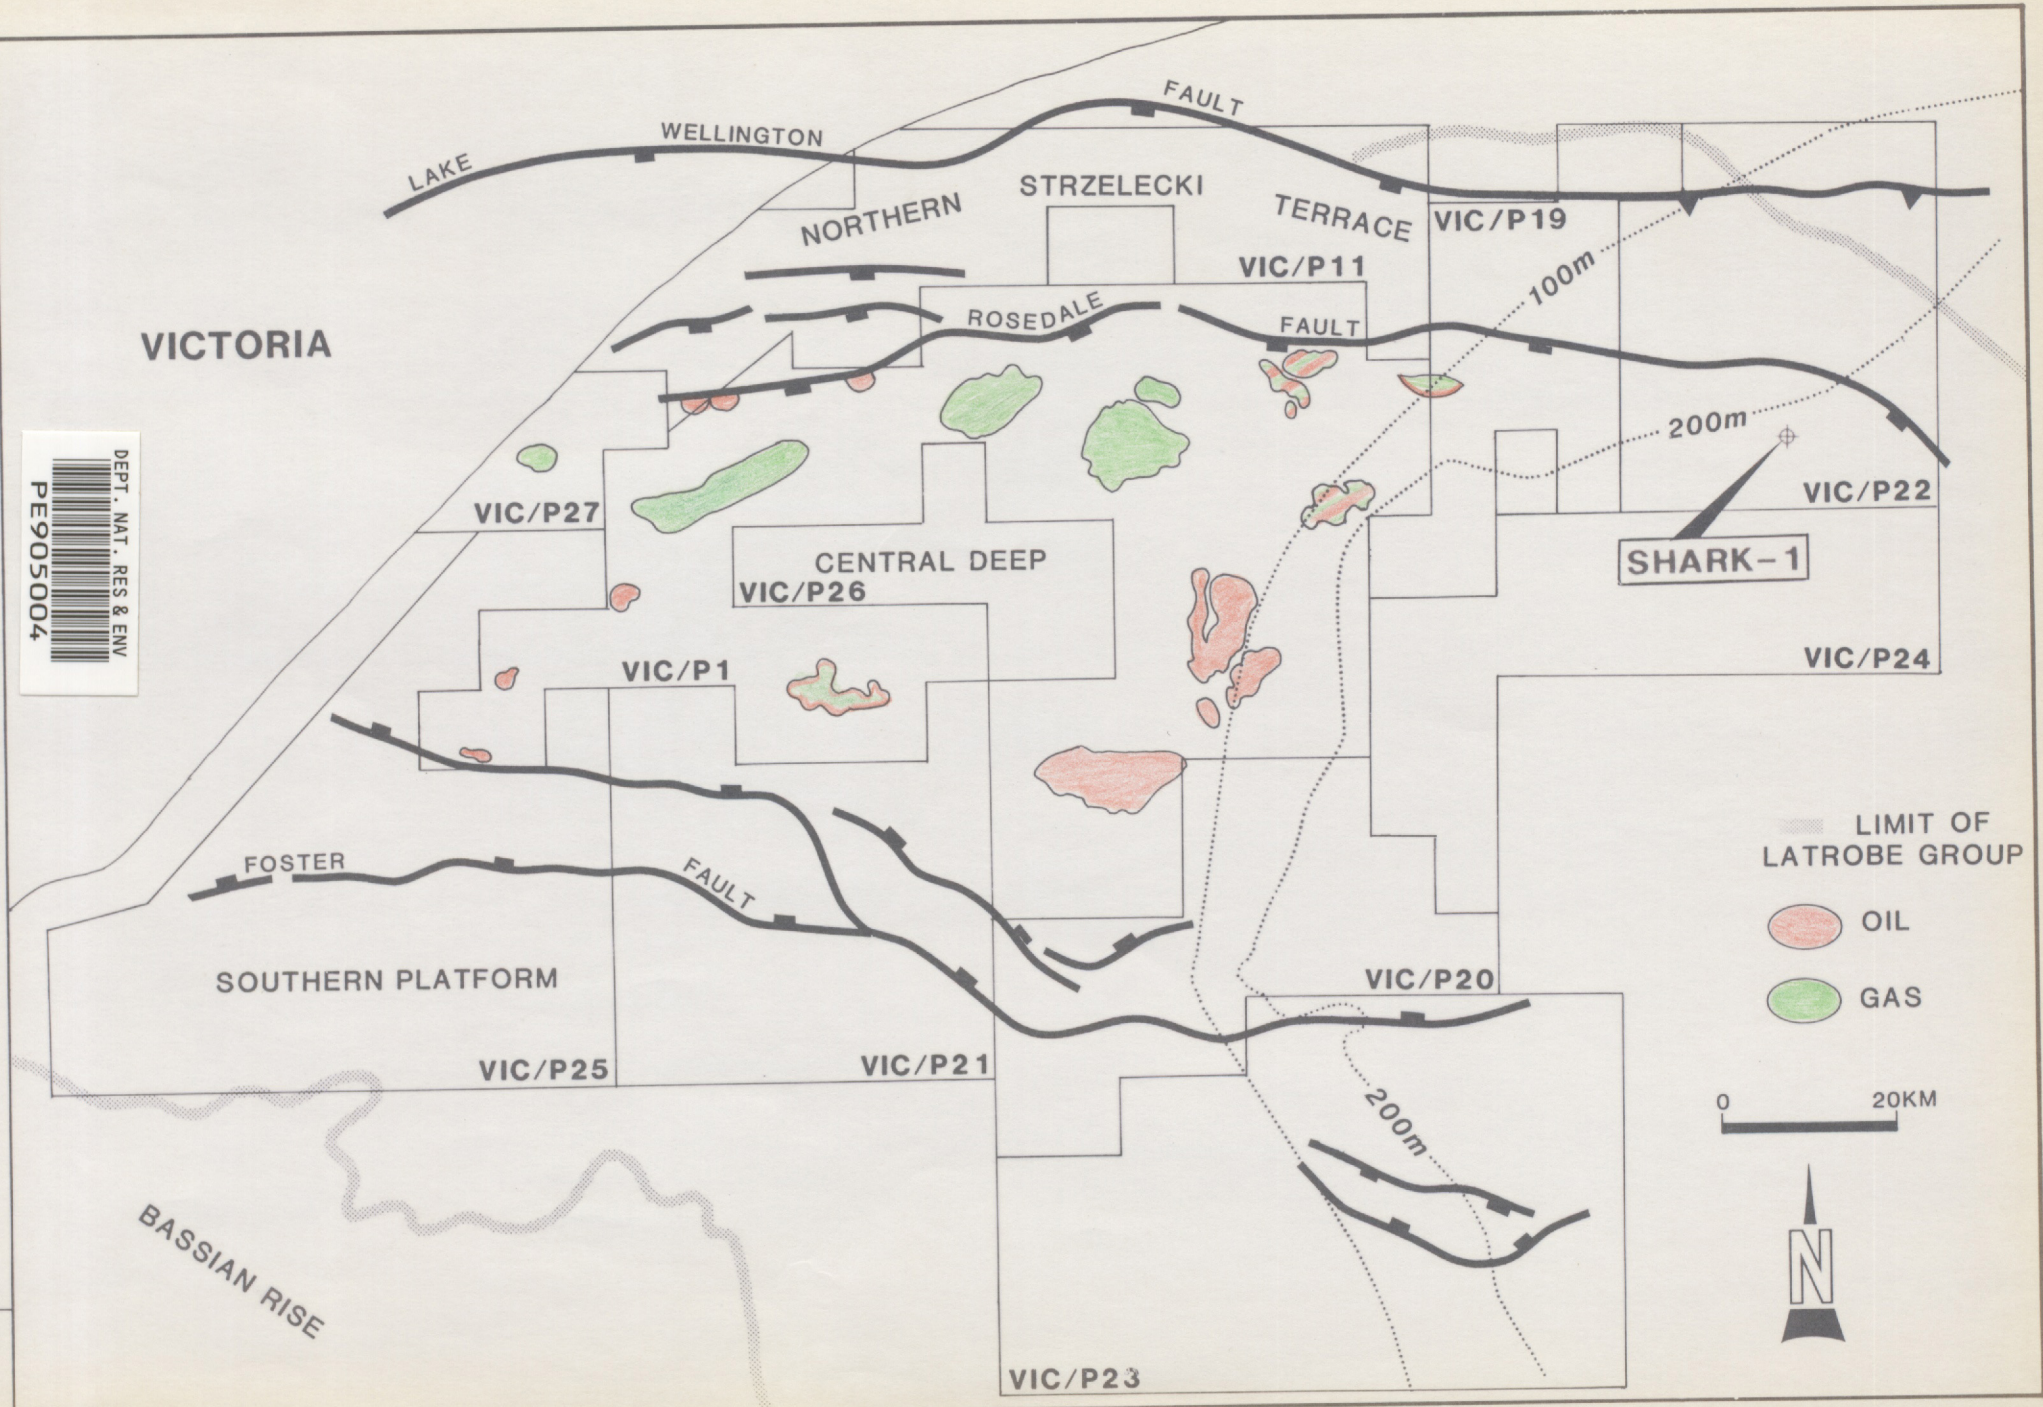 FAULT
WELLINGTON
LAKE
STRZELECKI
NORTHERN
TERRACE
VIC/P19
VIC/P11
100m
VICTORIA
ROSEDALE
FAULT
200m
VIC/P22
VIC/P27
SHARK-1
CENTRAL DEEP
VIC/P26
DEPT. NAT. RES & ENV
PE905004
VIC/P1
VIC/P24
LIMIT OF
LATROBE GROUP
FOSTER
FAULT
OIL
SOUTHERN PLATFORM
VIC/P20
GAS
VIC/P25
VIC/P21
0 20KM
200m
BASSIAN RISE
N
VIC/P23